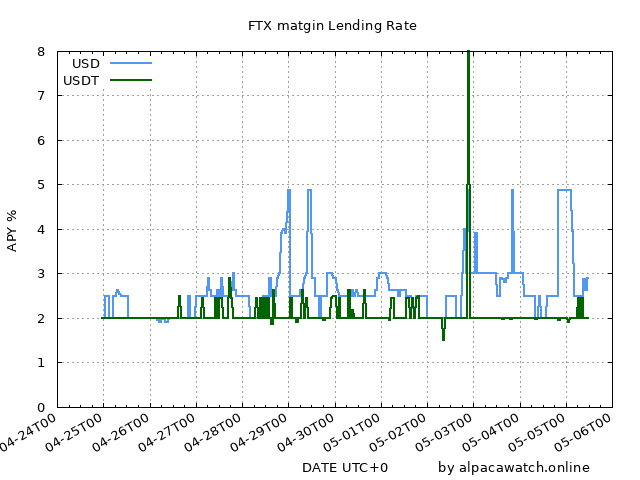 FTX matgin Lending Rate
USD
USDT
APY %
8
7
6
5
4
3
2
1
0
04-24T00
04-25T00
04-26T00
04-27T00
04-28T00
04-29T00
04-30T00
05-01T00
05-02T00
05-03T00
05-04T00
05-05T00
05-06T00
DATE UTC+0
by alpacawatch.online